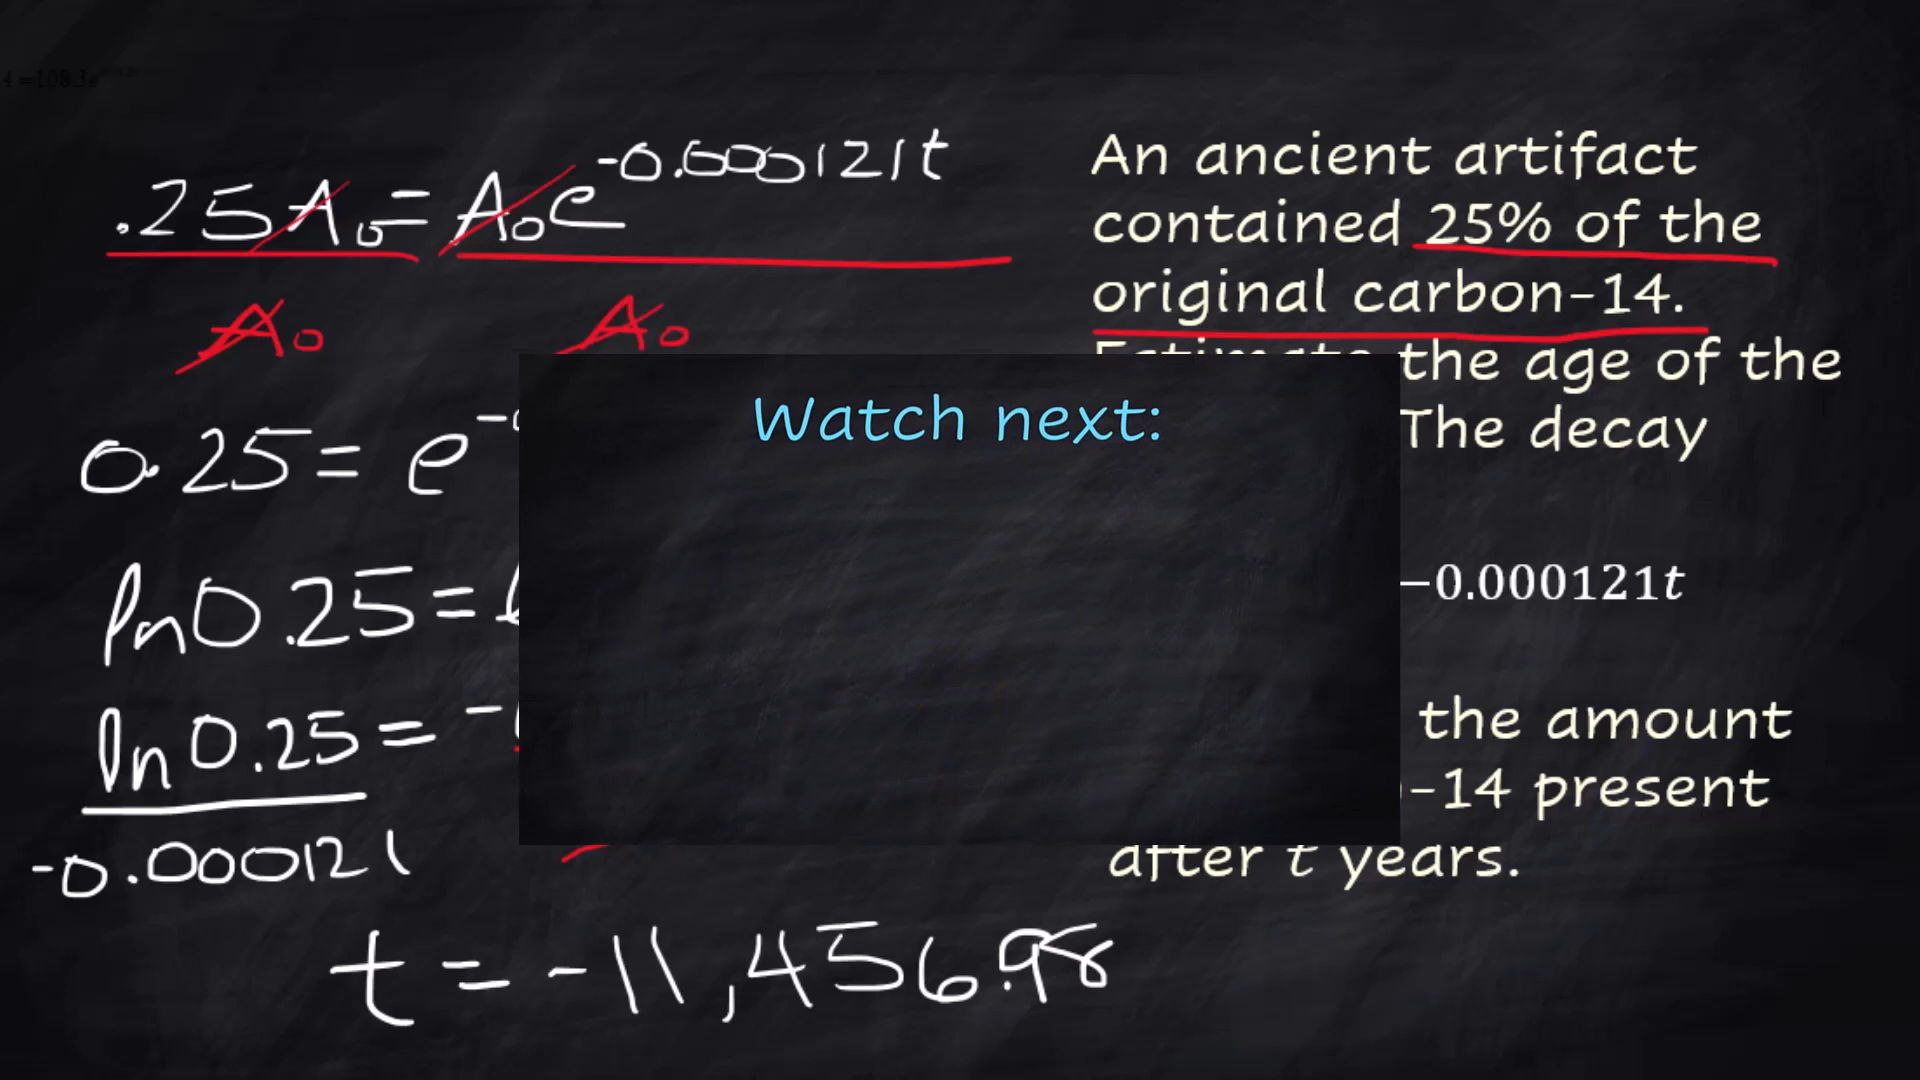 .25A₀=A₀e^-0.000121t
A₀ A₀
0.25= e^-
ln0.25=
ln0.25= -
-0.000121
t = -11,456.98
An ancient artifact
contained 25% of the
original carbon-14.
Estimate the age of the
The decay
−0.000121t
the amount
-14 present
after t years.
Watch next: